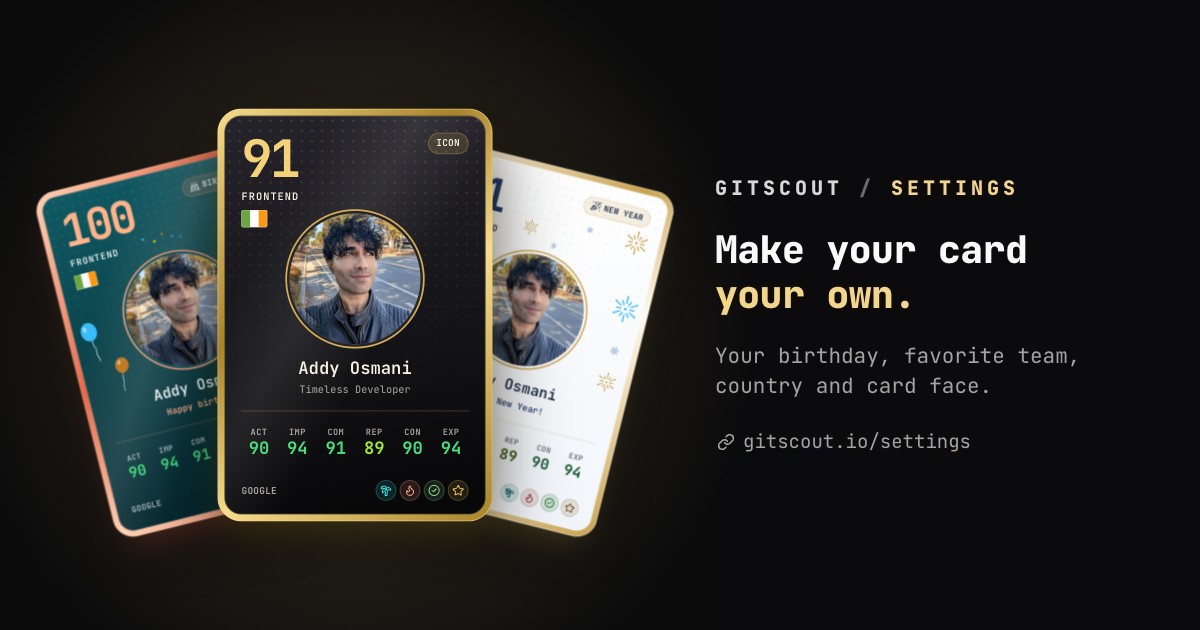 100
FRONTEND
Addy
Happy
ACT IMP COM
90 94 91
GOOGLE
91
ICON
FRONTEND
Addy Osmani
Timeless Developer
ACT IMP COM REP CON EXP
90 94 91 89 90 94
GOOGLE
NEW YEAR
Osmani
New Year!
REP CON EXP
89 90 94
GITSCOUT / SETTINGS
Make your card
your own.
Your birthday, favorite team,
country and card face.
gitscout.io/settings